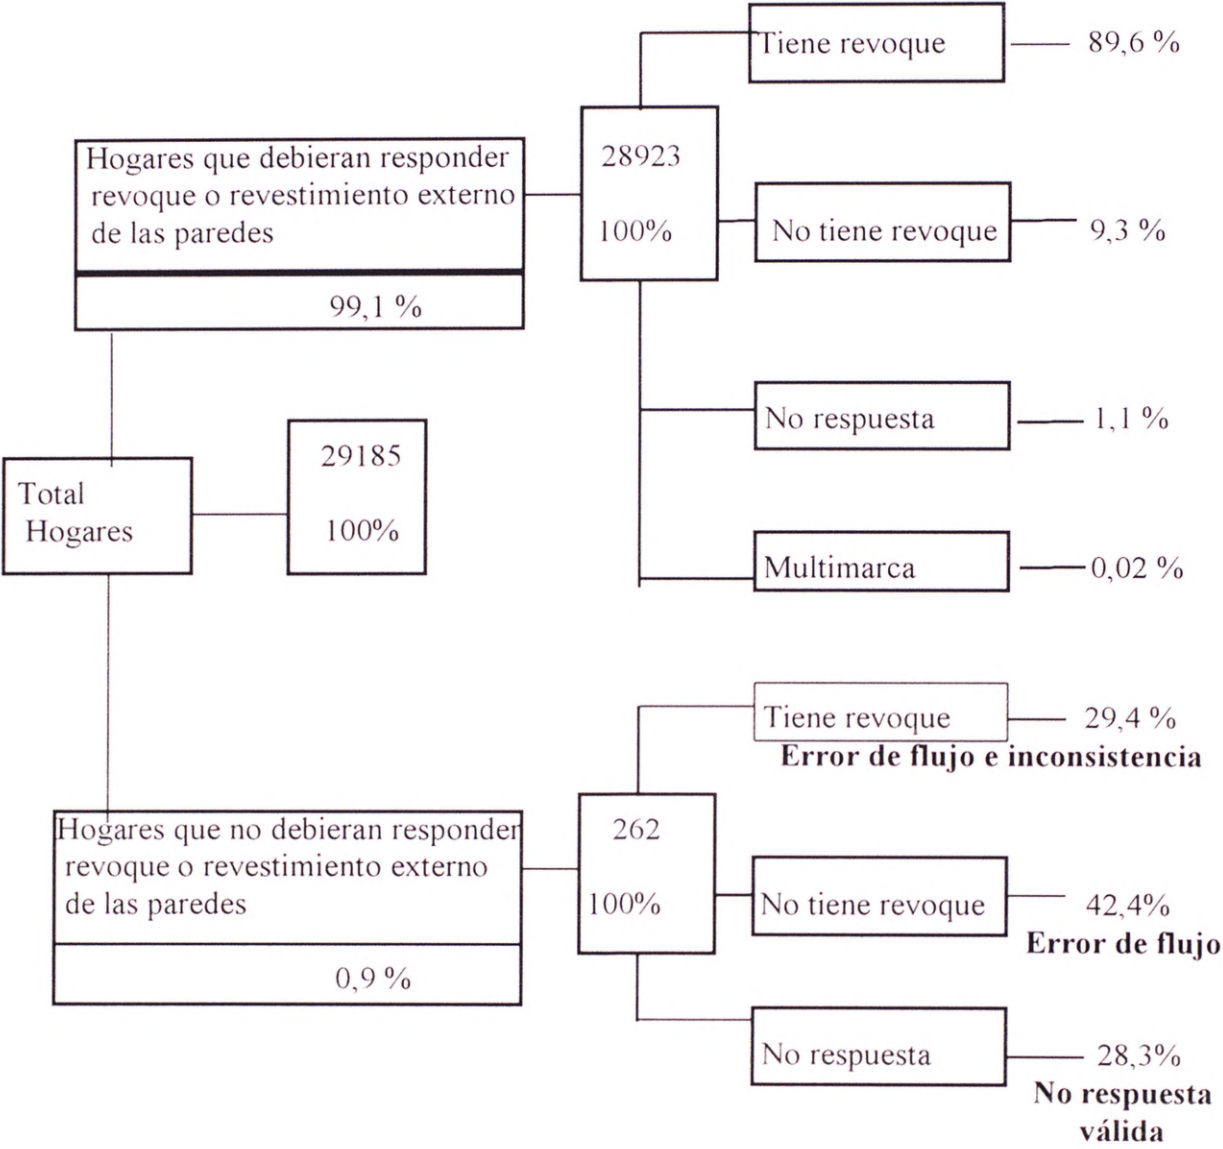 Tiene revoque
89,6 %
Hogares que debieran responder
revoque o revestimiento externo
de las paredes
99,1 %
28923
100%
No tiene revoque
9,3 %
No respuesta
1,1 %
Multimarca
0,02 %
Total
Hogares
29185
100%
Tiene revoque
29,4 %
Error de flujo e inconsistencia
Hogares que no debieran responder
revoque o revestimiento externo
de las paredes
0,9 %
262
100%
No tiene revoque
42,4%
Error de flujo
No respuesta
28,3%
No respuesta
válida